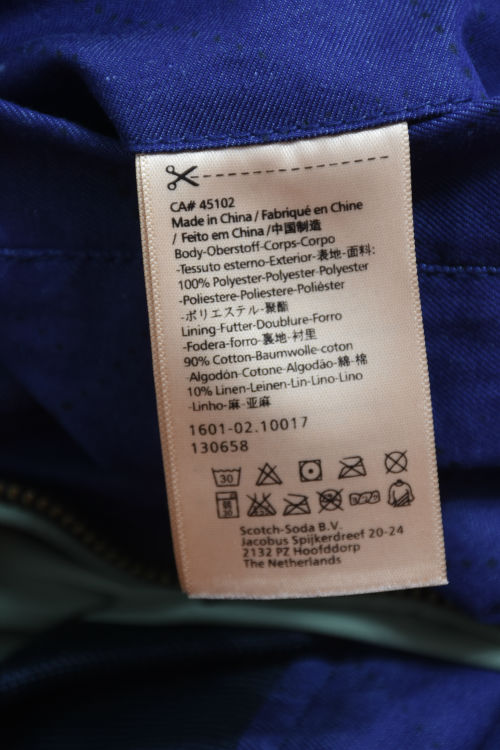 CA# 45102
Made in China / Fabriqué en Chine
/ Feito em China /中国制造
Body-Oberstoff-Corps-Corpo
-Tessuto esterno-Exterior-表地-面料:
100% Polyester-Polyester-Polyester
-Poliestere-Poliestere-Poliéster
-ポリエステル-聚酯
Lining-Futter-Doublure-Forro
-Fodera-forro-裏地-衬里
90% Cotton-Baumwolle-coton
-Algodón-Cotone-Algodão-綿-棉
10% Linen-Leinen-Lin-Lino-Lino
-Linho-麻-亚麻
1601-02.10017
130658
30
Scotch-Soda B.V.
Jacobus Spijkerdreef 20-24
2132 PZ Hoofddorp
The Netherlands